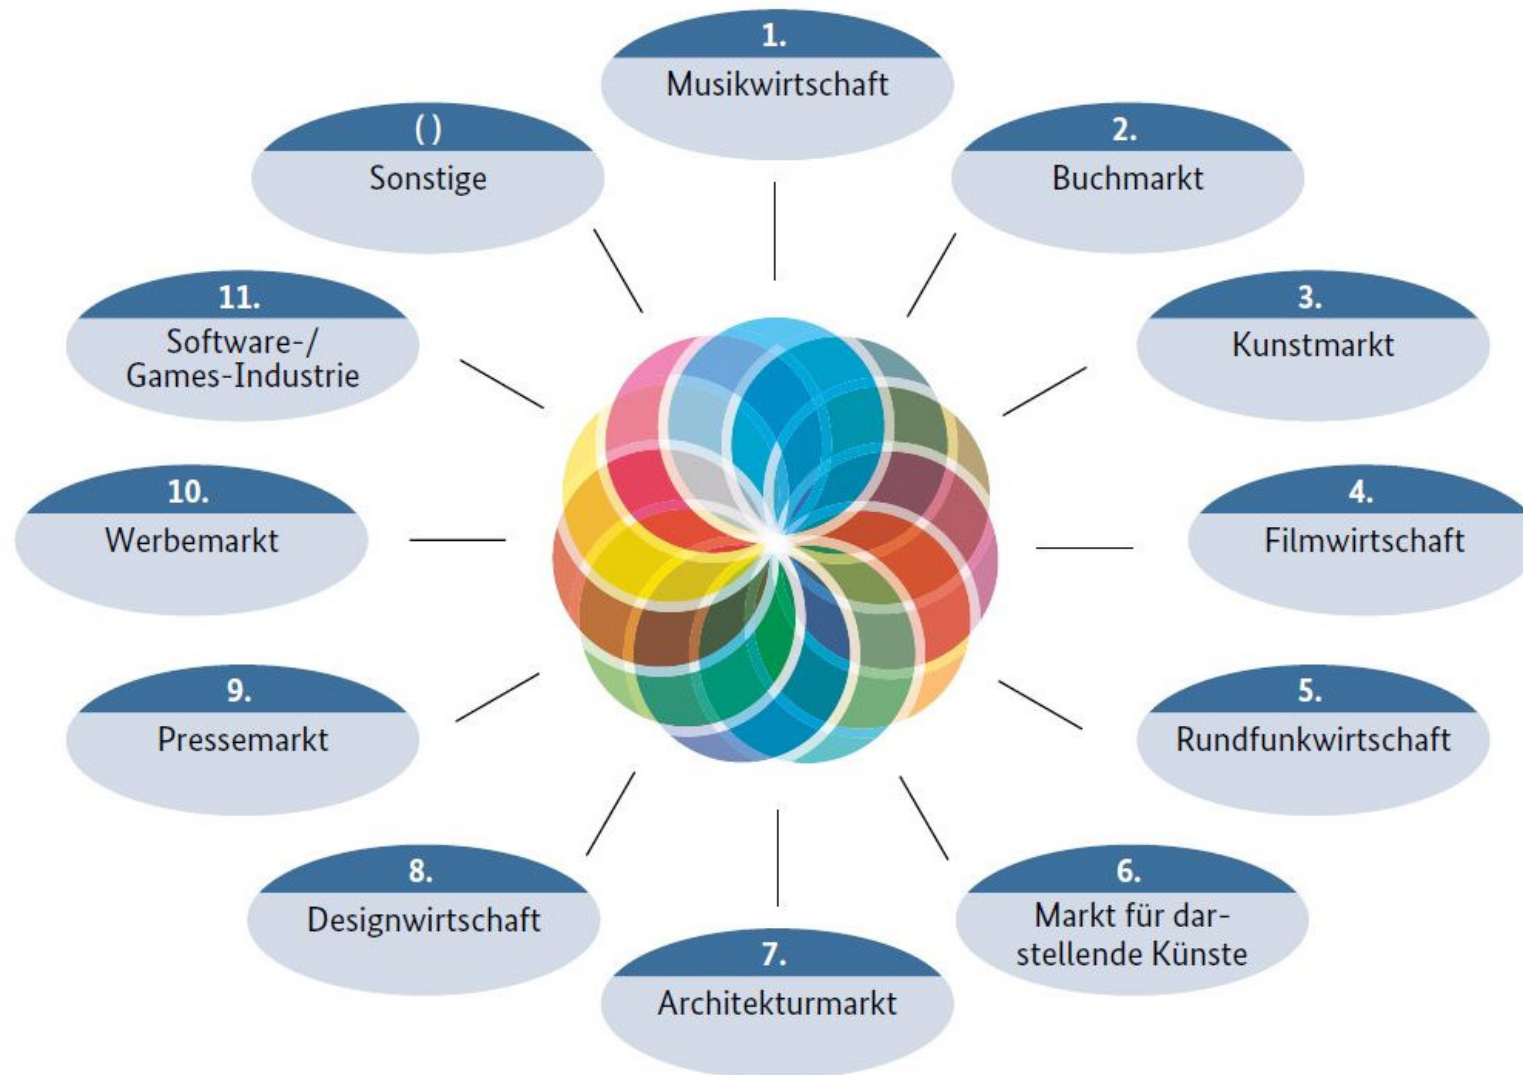 1.
Musikwirtschaft
2.
Buchmarkt
3.
Kunstmarkt
4.
Filmwirtschaft
5.
Rundfunkwirtschaft
6.
Markt für dar-
stellende Künste
7.
Architekturmarkt
8.
Designwirtschaft
9.
Pressemarkt
10.
Werbemarkt
11.
Software-/
Games-Industrie
( )
Sonstige